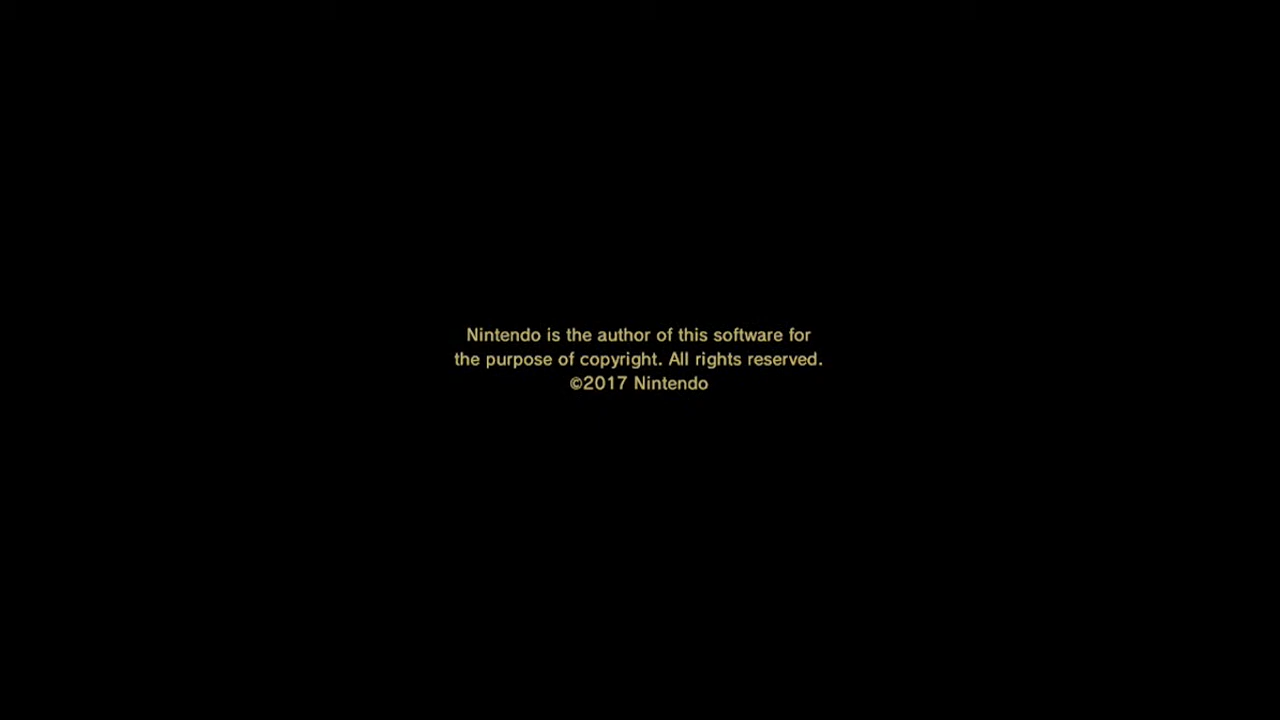 Nintendo is the author of this software for
the purpose of copyright. All rights reserved.
©2017 Nintendo